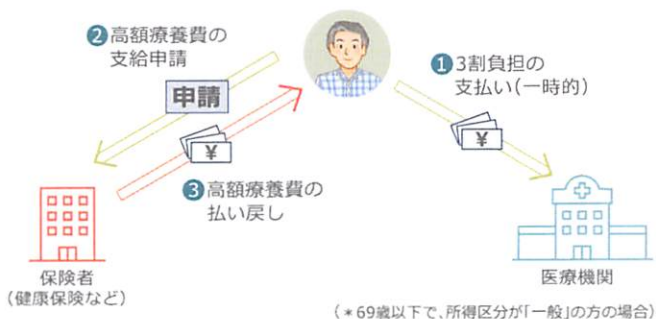 ❷高額療養費の
支給申請
申請
❶3割負担の
支払い(一時的)
¥
¥
❸高額療養費の
払い戻し
保険者
(健康保険など)
医療機関
(*69歳以下で、所得区分が「一般」の方の場合)